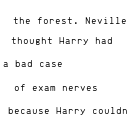 the forest. Neville
thought Harry had
a bad case
of exam nerves
because Harry couldn